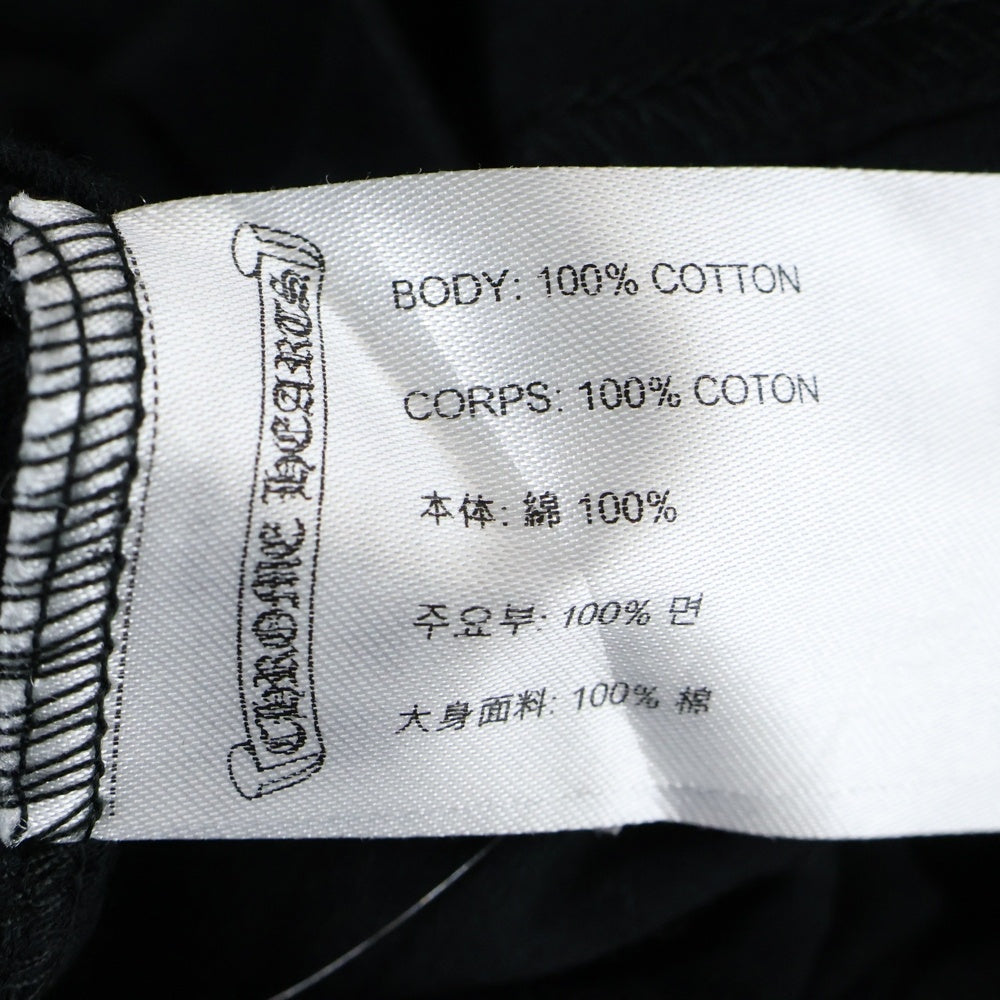 CHROME HEARTS
BODY: 100% COTTON
CORPS: 100% COTON
本体: 綿 100%
주요부: 100% 면
大身面料: 100% 棉